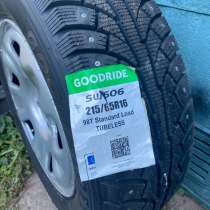 GOODRIDE
SW606
215/65R16
98T Standard Load
TUBELESS